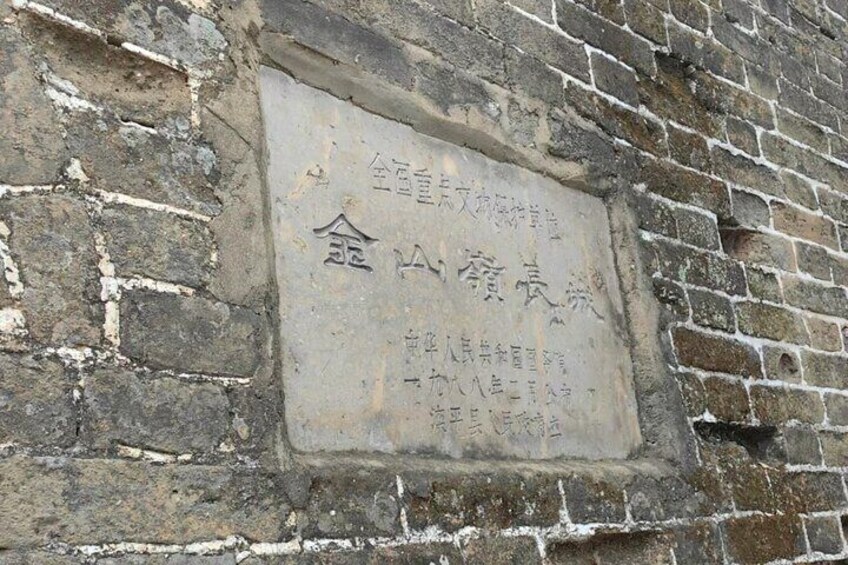 全国重点文物保护单位
金山嶺長城
中华人民共和国国务院
一九八八年一月公布
滦平县人民政府立